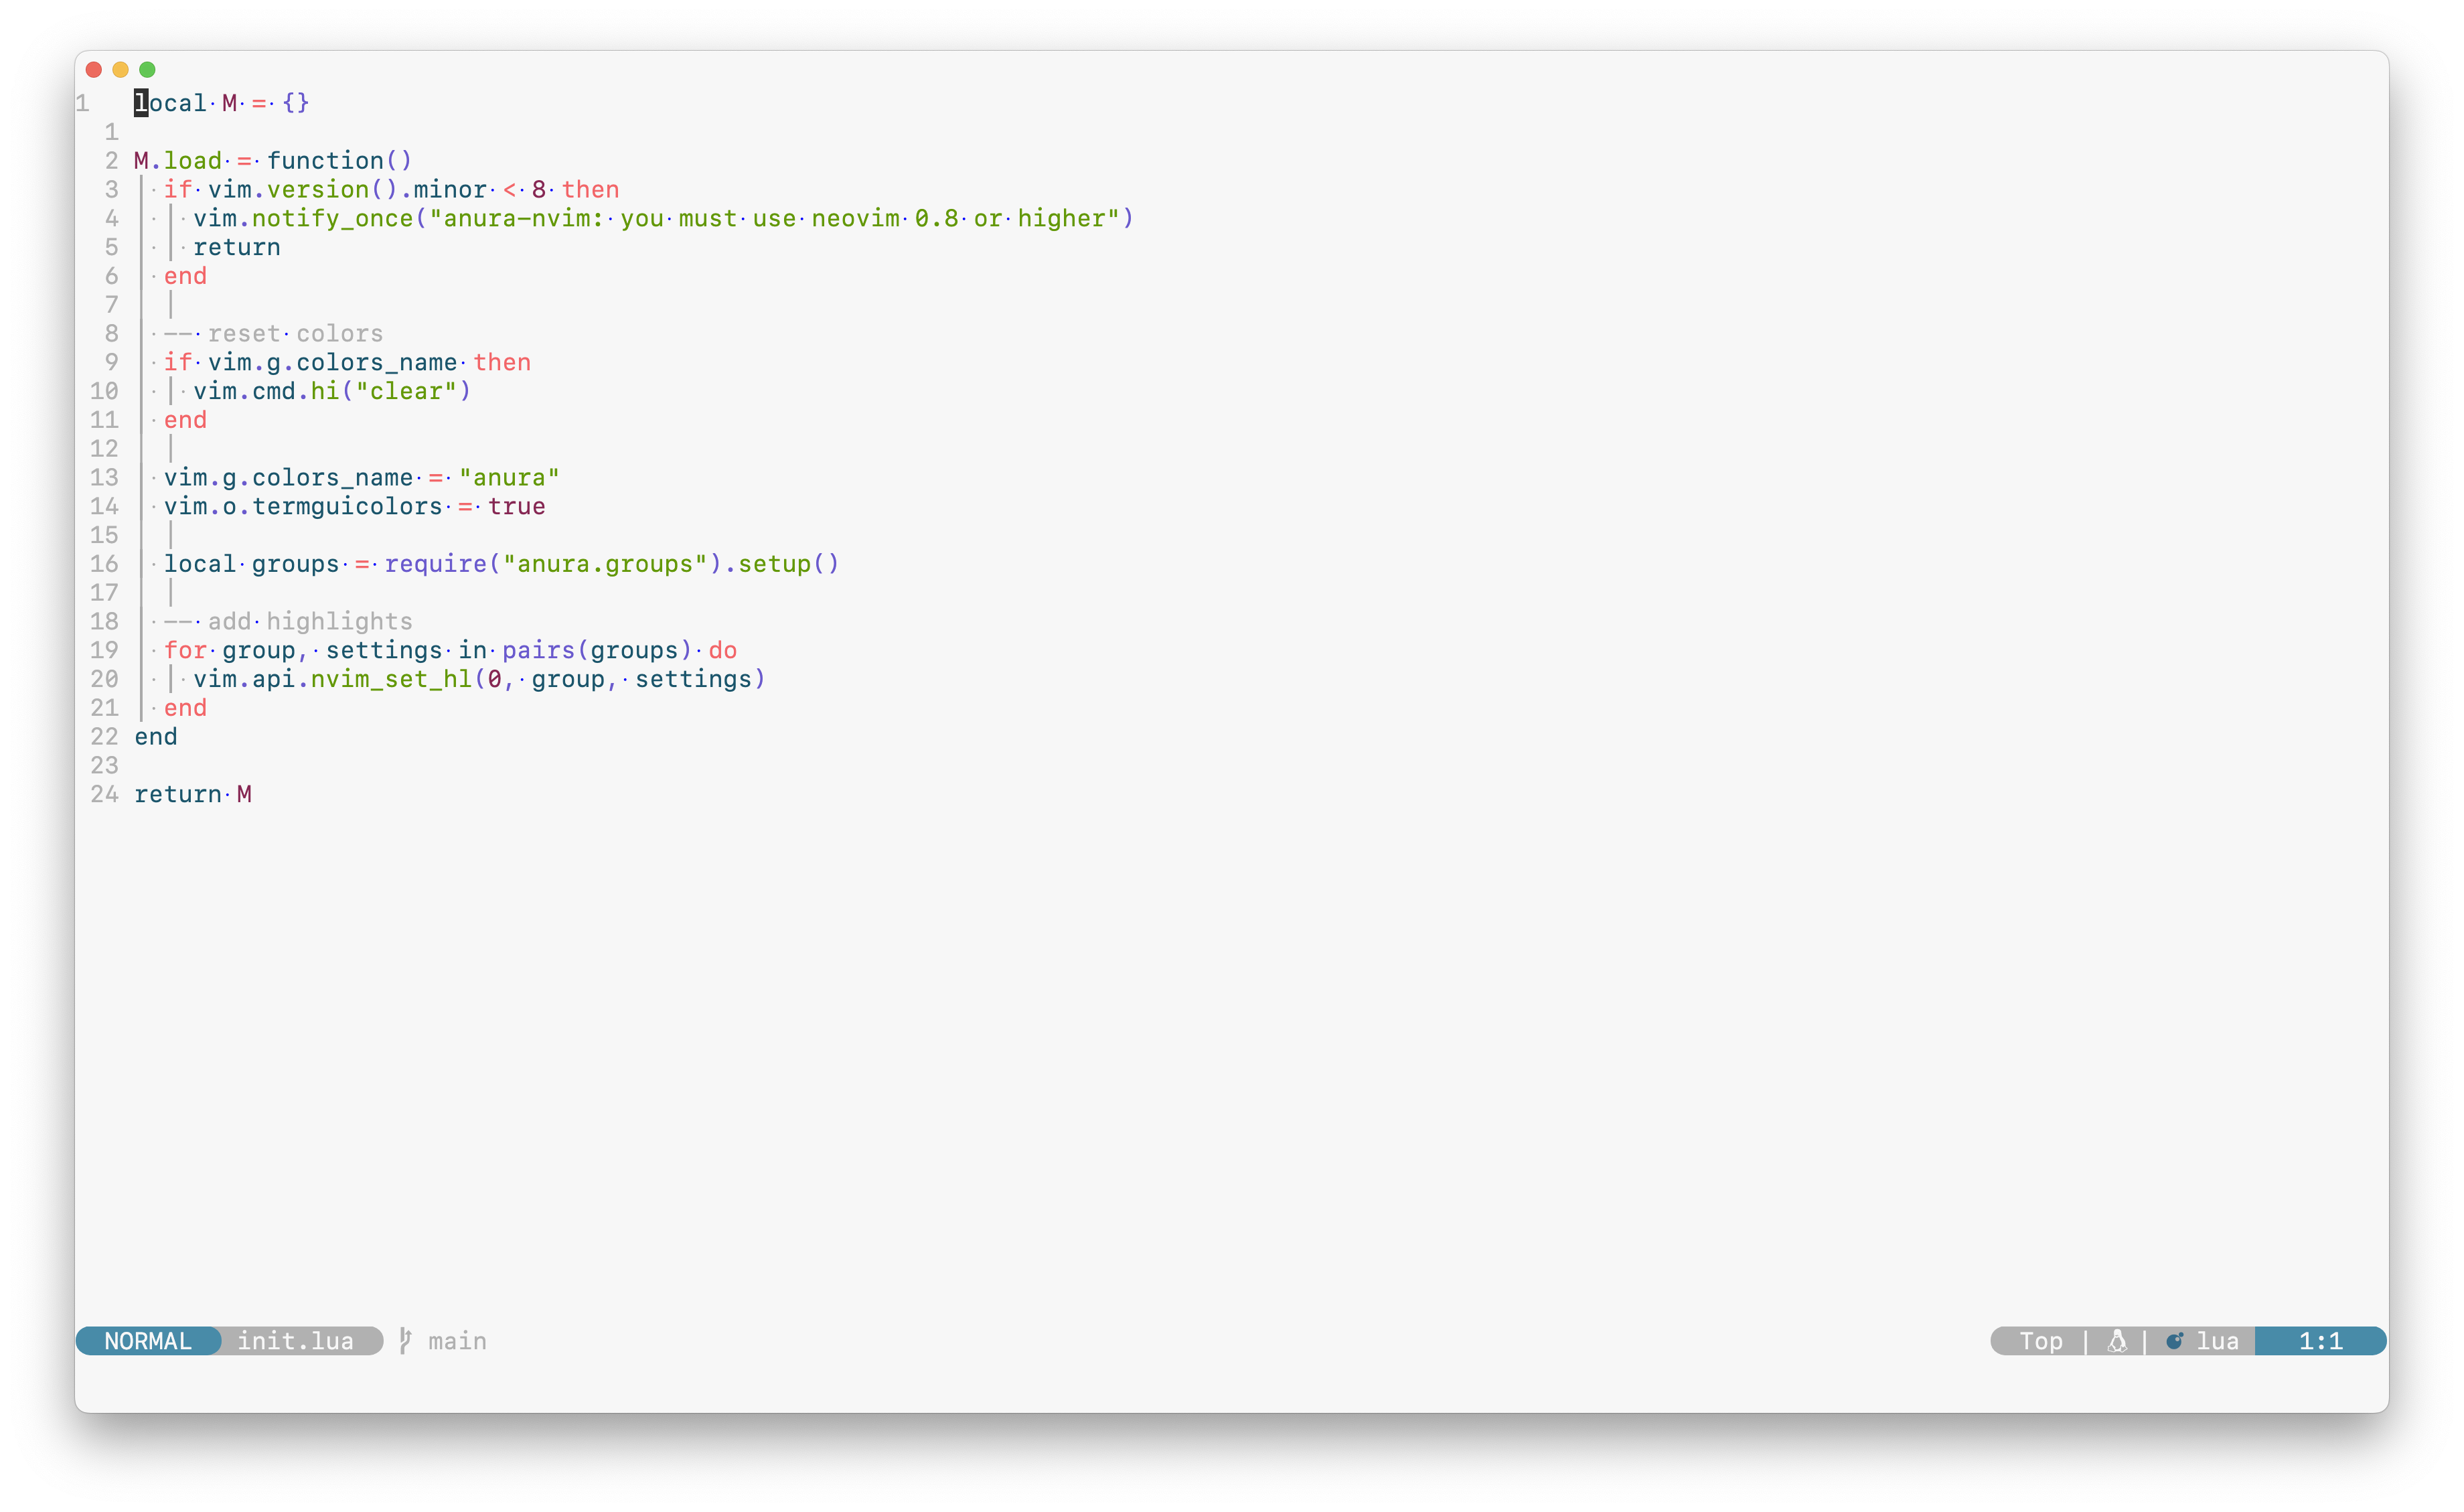 1   local M = {}
  1
  2 M.load = function()
  3   if vim.version().minor < 8 then
  4     vim.notify_once("anura-nvim: you must use neovim 0.8 or higher")
  5     return
  6   end
  7
  8   -- reset colors
  9   if vim.g.colors_name then
 10     vim.cmd.hi("clear")
 11   end
 12
 13   vim.g.colors_name = "anura"
 14   vim.o.termguicolors = true
 15
 16   local groups = require("anura.groups").setup()
 17
 18   -- add highlights
 19   for group, settings in pairs(groups) do
 20     vim.api.nvim_set_hl(0, group, settings)
 21   end
 22 end
 23
 24 return M
NORMAL init.lua main Top | | lua 1:1